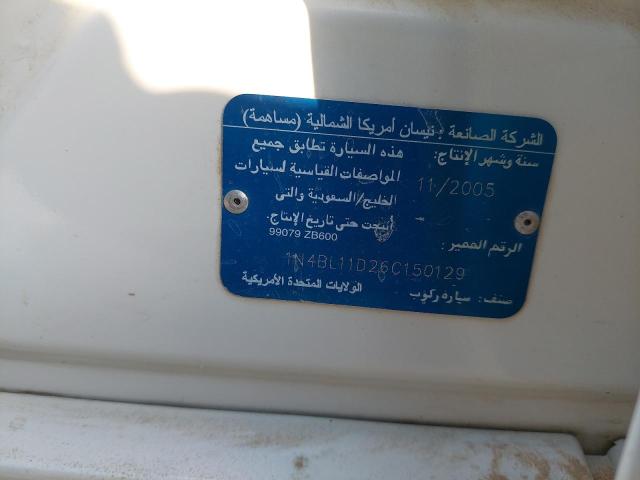 الشركة الصانعة : نيسان أمريكا الشمالية (مساهمة)
سنة وشهر الإنتاج:
11/2005
هذه السيارة تطابق جميع
المواصفات القياسية لسيارات
الخليج/السعودية والتى
أنتجت حتى تاريخ الإنتاج.
99079 ZB600
الرقم المميز :
1N4BL11D26C150129
صنف : سيارة ركوب
الولايات المتحدة الأمريكية